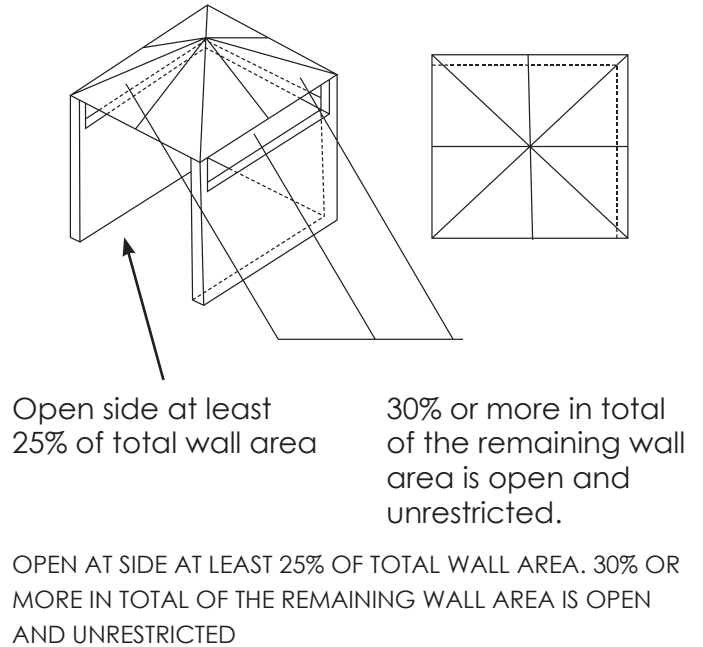 Open side at least
25% of total wall area
30% or more in total
of the remaining wall
area is open and
unrestricted.
OPEN AT SIDE AT LEAST 25% OF TOTAL WALL AREA. 30% OR
MORE IN TOTAL OF THE REMAINING WALL AREA IS OPEN
AND UNRESTRICTED